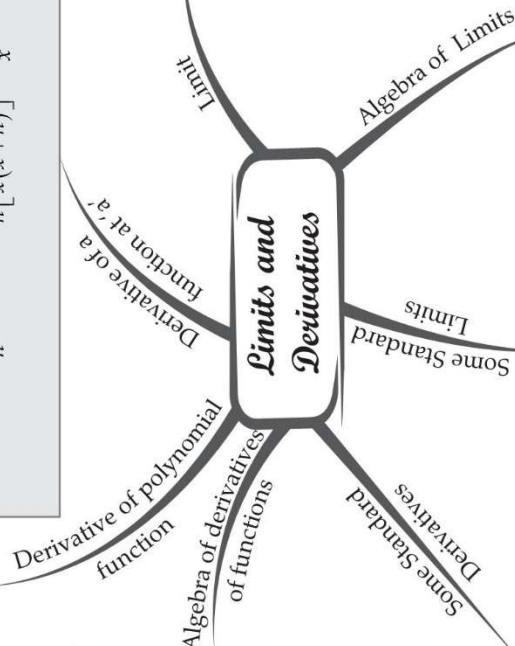 Limit
Algebra of Limits
Limits and
Derivatives
Derivative of a
function at 'a'
Some Standard
Limits
Derivative of polynomial
function
Algebra of derivatives
of functions
Some Standard
Derivatives